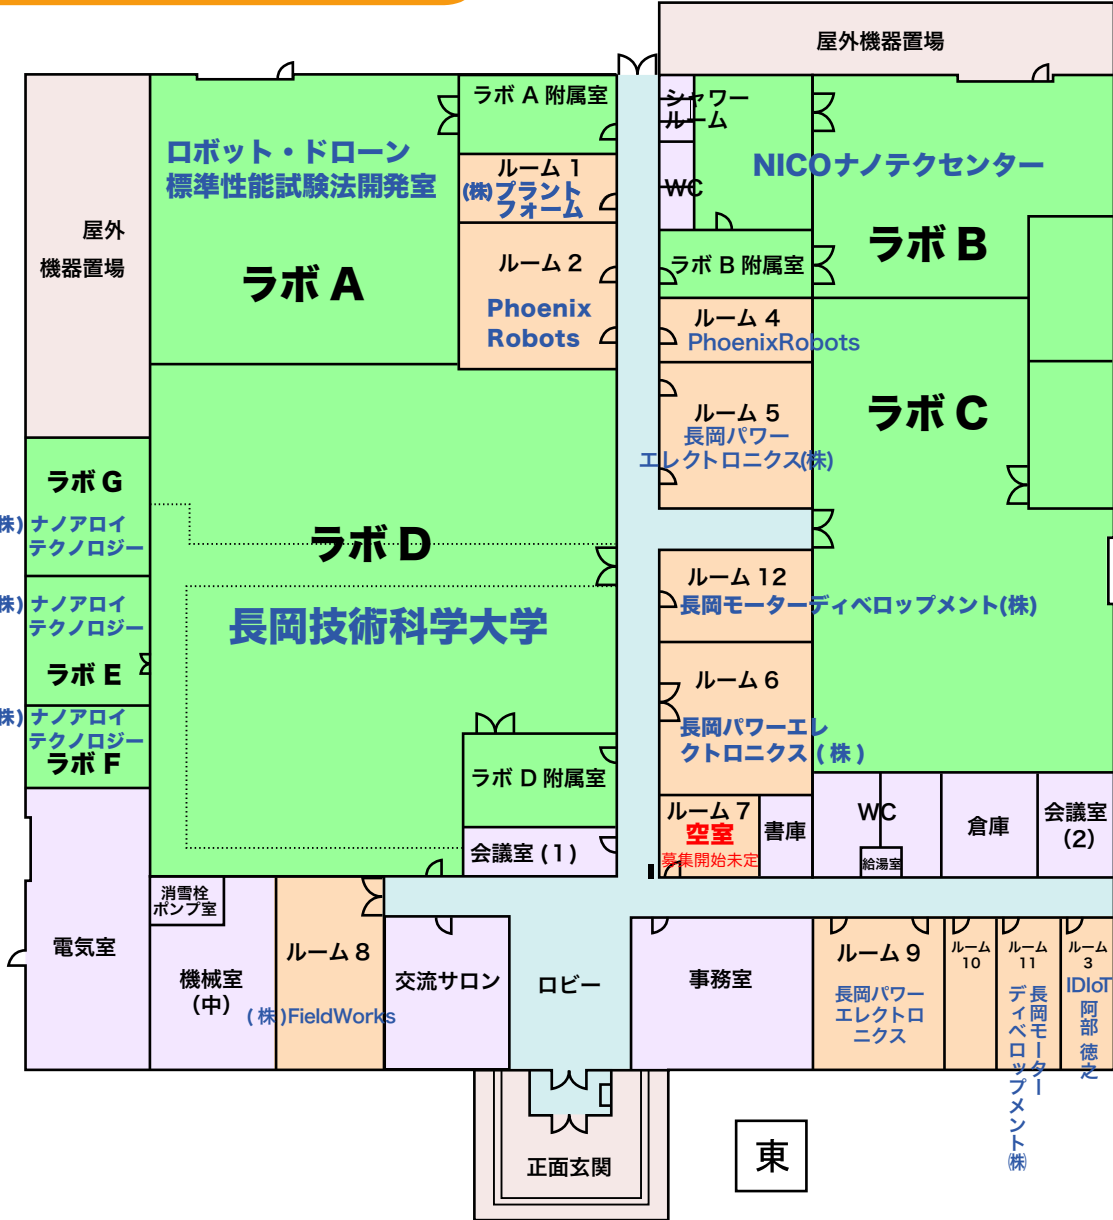 屋外機器置場
屋外
機器置場
ロボット・ドローン
標準性能試験法開発室
ラボ A
ラボ A 附属室
ルーム 1
(株)プラント
フォーム
ルーム 2
Phoenix
Robots
シャワー
ルーム
WC
NICOナノテクセンター
ラボ B
ラボ B 附属室
ルーム 4
PhoenixRobots
ルーム 5
長岡パワー
エレクトロニクス(株)
ラボ C
ラボ G
株) ナノアロイ
テクノロジー
株) ナノアロイ
テクノロジー
ラボ E
株) ナノアロイ
テクノロジー
ラボ F
ラボ D
長岡技術科学大学
ラボ D 附属室
会議室 ( 1 )
ルーム 12
長岡モーターディベロップメント(株)
ルーム 6
長岡パワーエレ
クトロニクス ( 株 )
ルーム 7
空室
募集開始未定
書庫
WC
給湯室
倉庫
会議室
(2)
電気室
消雪栓
ポンプ室
機械室
(中)
ルーム 8
( 株 )FieldWorks
交流サロン
ロビー
事務室
ルーム 9
長岡パワー
エレクトロ
ニクス
ルーム
10
ルーム
11
長岡モーター
ディベロップメント㈱
ルーム
3
IDIoT
阿部 徳之
正面玄関
東